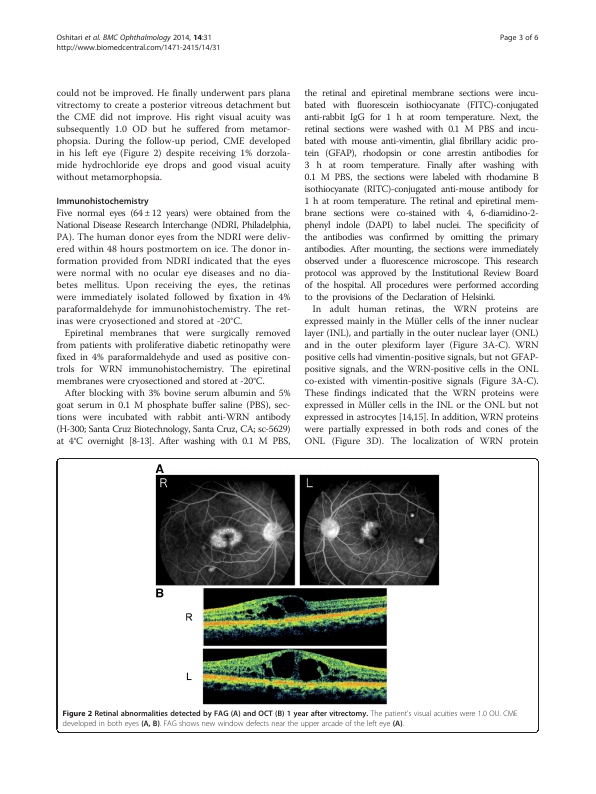 Oshitari et al. BMC Ophthalmology 2014, 14:31
http://www.biomedcentral.com/1471-2415/14/31
Page 3 of 6
could not be improved. He finally underwent pars plana
vitrectomy to create a posterior vitreous detachment but
the CME did not improve. His right visual acuity was
subsequently 1.0 OD but he suffered from metamor-
phopsia. During the follow-up period, CME developed
in his left eye (Figure 2) despite receiving 1% dorzola-
mide hydrochloride eye drops and good visual acuity
without metamorphopsia.
Immunohistochemistry
Five normal eyes (64 ± 12 years) were obtained from the
National Disease Research Interchange (NDRI, Philadelphia,
PA). The human donor eyes from the NDRI were deliv-
ered within 48 hours postmortem on ice. The donor in-
formation provided from NDRI indicated that the eyes
were normal with no ocular eye diseases and no dia-
betes mellitus. Upon receiving the eyes, the retinas
were immediately isolated followed by fixation in 4%
paraformaldehyde for immunohistochemistry. The ret-
inas were cryosectioned and stored at -20°C.
Epiretinal membranes that were surgically removed
from patients with proliferative diabetic retinopathy were
fixed in 4% paraformaldehyde and used as positive con-
trols for WRN immunohistochemistry. The epiretinal
membranes were cryosectioned and stored at -20°C.
After blocking with 3% bovine serum albumin and 5%
goat serum in 0.1 M phosphate buffer saline (PBS), sec-
tions were incubated with rabbit anti-WRN antibody
(H-300; Santa Cruz Biotechnology, Santa Cruz, CA; sc-5629)
at 4°C overnight [8-13]. After washing with 0.1 M PBS,
the retinal and epiretinal membrane sections were incu-
bated with fluorescein isothiocyanate (FITC)-conjugated
anti-rabbit IgG for 1 h at room temperature. Next, the
retinal sections were washed with 0.1 M PBS and incu-
bated with mouse anti-vimentin, glial fibrillary acidic pro-
tein (GFAP), rhodopsin or cone arrestin antibodies for
3 h at room temperature. Finally after washing with
0.1 M PBS, the sections were labeled with rhodamine B
isothiocyanate (RITC)-conjugated anti-mouse antibody for
1 h at room temperature. The retinal and epiretinal mem-
brane sections were co-stained with 4, 6-diamidino-2-
phenyl indole (DAPI) to label nuclei. The specificity of
the antibodies was confirmed by omitting the primary
antibodies. After mounting, the sections were immediately
observed under a fluorescence microscope. This research
protocol was approved by the Institutional Review Board
of the hospital. All procedures were performed according
to the provisions of the Declaration of Helsinki.
In adult human retinas, the WRN proteins are
expressed mainly in the Müller cells of the inner nuclear
layer (INL), and partially in the outer nuclear layer (ONL)
and in the outer plexiform layer (Figure 3A-C). WRN
positive cells had vimentin-positive signals, but not GFAP-
positive signals, and the WRN-positive cells in the ONL
co-existed with vimentin-positive signals (Figure 3A-C).
These findings indicated that the WRN proteins were
expressed in Müller cells in the INL or the ONL but not
expressed in astrocytes [14,15]. In addition, WRN proteins
were partially expressed in both rods and cones of the
ONL (Figure 3D). The localization of WRN protein
A
R
L
B
R
L
Figure 2 Retinal abnormalities detected by FAG (A) and OCT (B) 1 year after vitrectomy. The patient's visual acuities were 1.0 OU. CME
developed in both eyes (A, B). FAG shows new window defects near the upper arcade of the left eye (A).